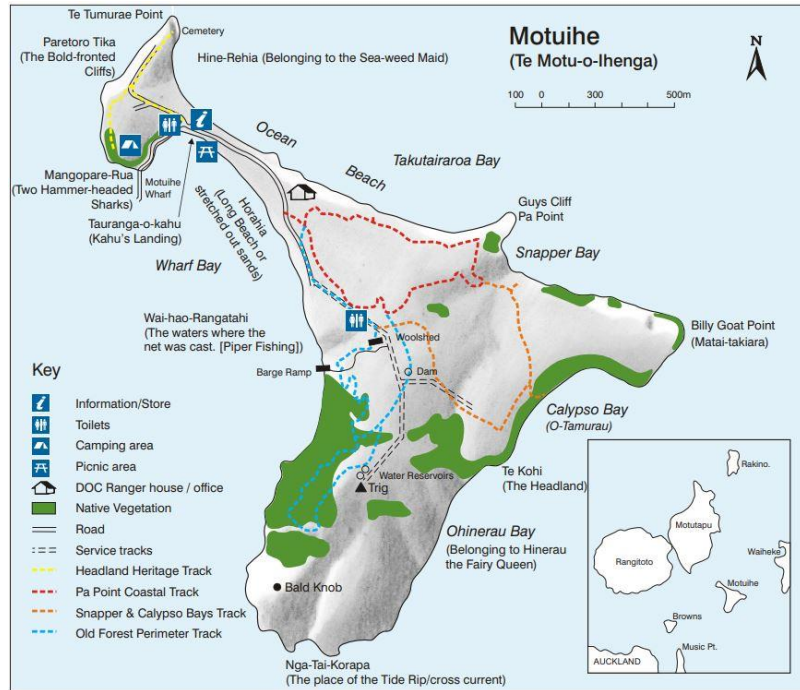 Motuihe
(Te Motu-o-Ihenga)
N
100 0 300 500m
Te Tumurae Point
Cemetery
Paretoro Tika
(The Bold-fronted
Cliffs)
Hine-Rehia (Belonging to the Sea-weed Maid)
Ocean
Beach
Takutairaroa Bay
Mangopare-Rua
(Two Hammer-headed
Sharks)
Motuihe
Wharf
Tauranga-o-kahu
(Kahu's Landing)
Horahia
(Long Beach or
stretched out sands)
Wharf Bay
Guys Cliff
Pa Point
Snapper Bay
Wai-hao-Rangatahi
(The waters where the
net was cast. [Piper Fishing])
Woolshed
Barge Ramp
Dam
Billy Goat Point
(Matai-takiara)
Calypso Bay
(O-Tamurau)
Te Kohi
(The Headland)
Water Reservoirs
Trig
Ohinerau Bay
(Belonging to Hinerau
the Fairy Queen)
Bald Knob
Nga-Tai-Korapa
(The place of the Tide Rip/cross current)
Key
i Information/Store
Toilets
Camping area
Picnic area
DOC Ranger house / office
Native Vegetation
Road
Service tracks
Headland Heritage Track
Pa Point Coastal Track
Snapper & Calypso Bays Track
Old Forest Perimeter Track
Rakino.
Motutapu
Rangitoto
Waiheke
Motuihe
Browns
Music Pt.
AUCKLAND